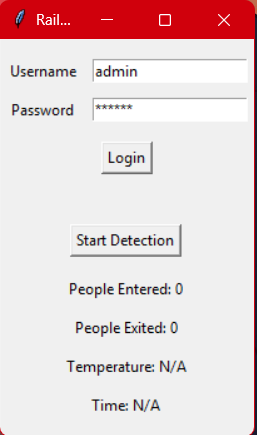 Rail...
Username admin
Password ******
Login
Start Detection
People Entered: 0
People Exited: 0
Temperature: N/A
Time: N/A